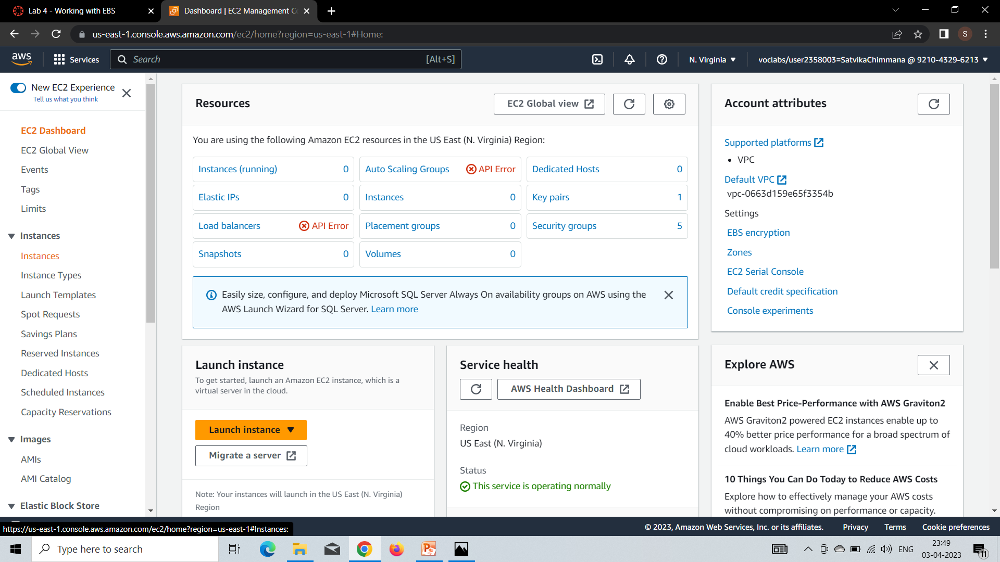 Lab 4 - Working with EBS
Dashboard | EC2 Management Co
us-east-1.console.aws.amazon.com/ec2/home?region=us-east-1#Home:
S
aws
Services
Search
[Alt+S]
N. Virginia
voclabs/user2358003=SatvikaChimmana @ 9210-4329-6213
New EC2 Experience
Tell us what you think
EC2 Dashboard
EC2 Global View
Events
Tags
Limits
Instances
Instances
Instance Types
Launch Templates
Spot Requests
Savings Plans
Reserved Instances
Dedicated Hosts
Scheduled Instances
Capacity Reservations
Images
AMIs
AMI Catalog
Elastic Block Store
Resources
EC2 Global view
You are using the following Amazon EC2 resources in the US East (N. Virginia) Region:
Instances (running) 0
Auto Scaling Groups API Error
Dedicated Hosts 0
Elastic IPs 0
Instances 0
Key pairs 1
Load balancers API Error
Placement groups 0
Security groups 5
Snapshots 0
Volumes 0
Easily size, configure, and deploy Microsoft SQL Server Always On availability groups on AWS using the
AWS Launch Wizard for SQL Server. Learn more
Launch instance
To get started, launch an Amazon EC2 instance, which is a
virtual server in the cloud.
Launch instance
Migrate a server
Note: Your instances will launch in the US East (N. Virginia)
Region
Service health
AWS Health Dashboard
Region
US East (N. Virginia)
Status
This service is operating normally
Account attributes
Supported platforms
• VPC
Default VPC
vpc-0663d159e65f3354b
Settings
EBS encryption
Zones
EC2 Serial Console
Default credit specification
Console experiments
Explore AWS
Enable Best Price-Performance with AWS Graviton2
AWS Graviton2 powered EC2 instances enable up to
40% better price performance for a broad spectrum of
cloud workloads. Learn more
10 Things You Can Do Today to Reduce AWS Costs
Explore how to effectively manage your AWS costs
without compromising on performance or capacity.
https://us-east-1.console.aws.amazon.com/ec2/home?region=us-east-1#Instances:
© 2023, Amazon Web Services, Inc. or its affiliates.
Privacy
Terms
Cookie preferences
Type here to search
ENG
23:49
03-04-2023
11